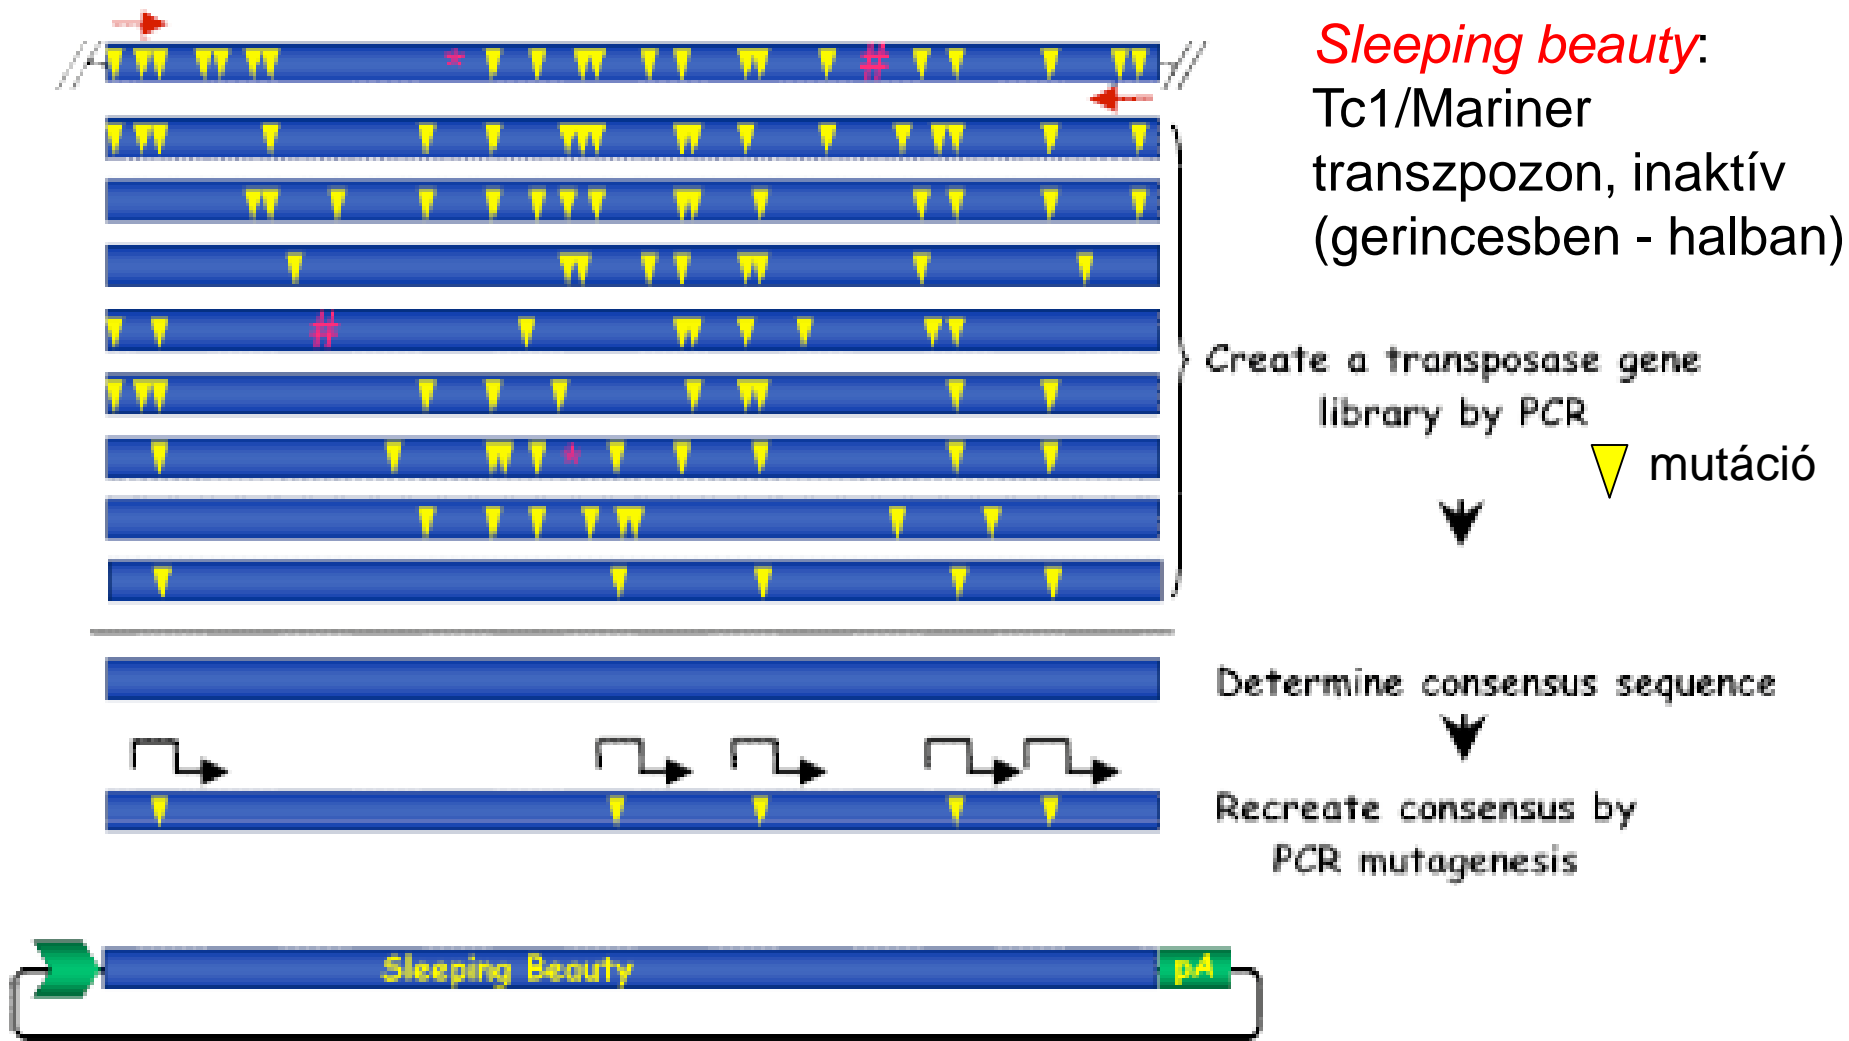 Sleeping beauty:
Tc1/Mariner
transzpozon, inaktív
(gerincesben - halban)
* #
#
*
Create a transposase gene
library by PCR
mutáció
Determine consensus sequence
Recreate consensus by
PCR mutagenesis
Sleeping Beauty
pA